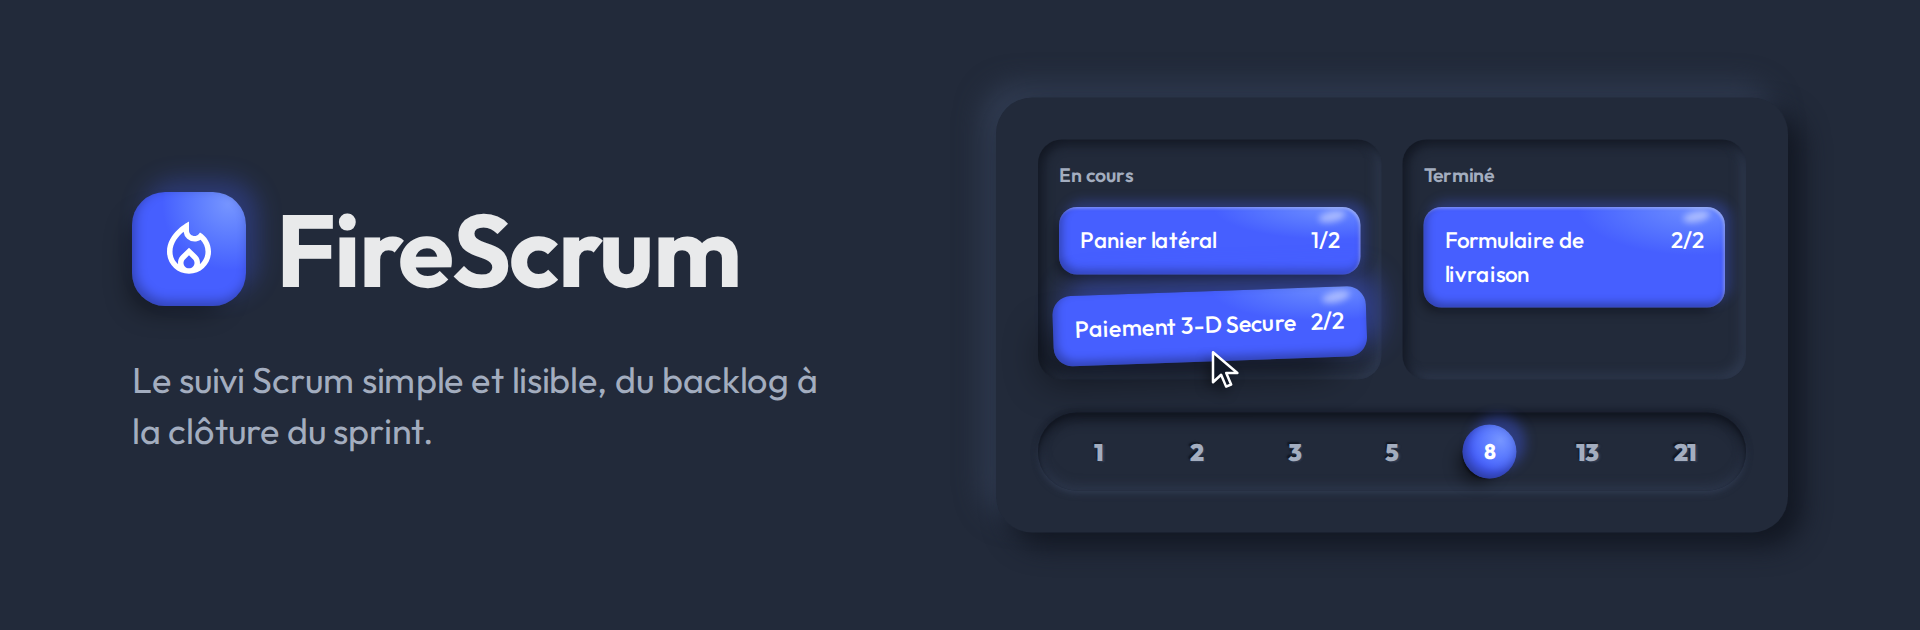 FireScrum
Le suivi Scrum simple et lisible, du backlog à
la clôture du sprint.
En cours
Panier latéral 1/2
Paiement 3-D Secure 2/2
Terminé
Formulaire de 2/2
livraison
1 2 3 5 8 13 21